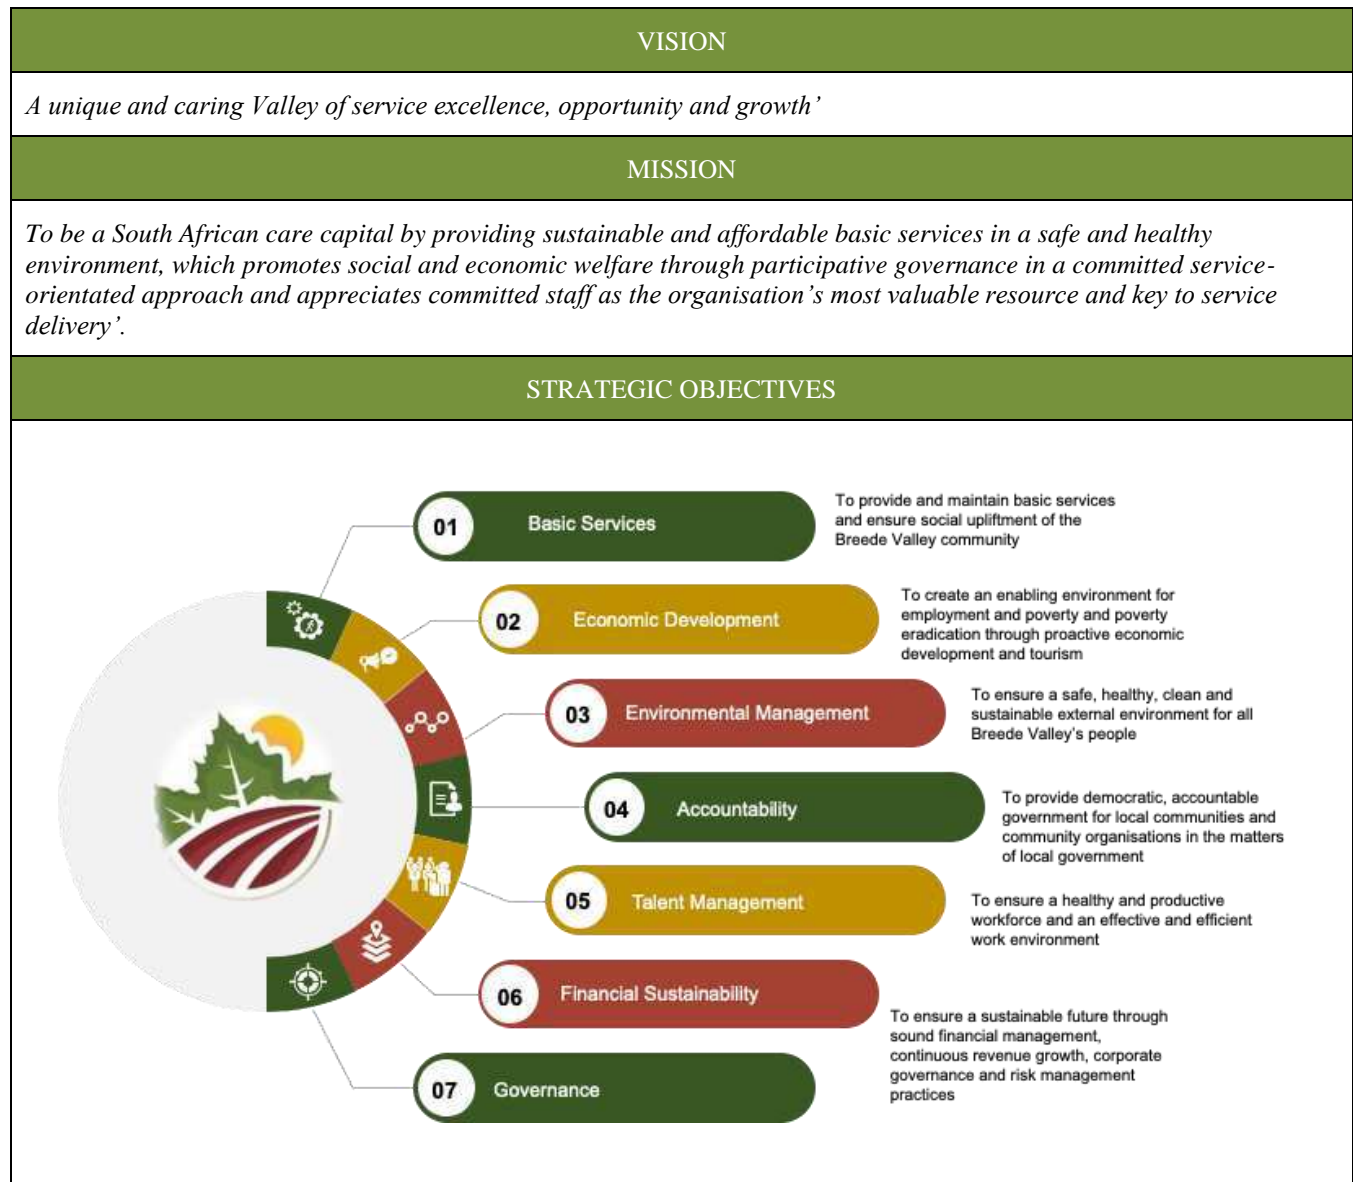 VISION
A unique and caring Valley of service excellence, opportunity and growth’
MISSION
To be a South African care capital by providing sustainable and affordable basic services in a safe and healthy
environment, which promotes social and economic welfare through participative governance in a committed service-
orientated approach and appreciates committed staff as the organisation’s most valuable resource and key to service
delivery’.
STRATEGIC OBJECTIVES
01
Basic Services
To provide and maintain basic services
and ensure social upliftment of the
Breede Valley community
02
Economic Development
To create an enabling environment for
employment and poverty and poverty
eradication through proactive economic
development and tourism
03
Environmental Management
To ensure a safe, healthy, clean and
sustainable external environment for all
Breede Valley's people
04
Accountability
To provide democratic, accountable
government for local communities and
community organisations in the matters
of local government
05
Talent Management
To ensure a healthy and productive
workforce and an effective and efficient
work environment
06
Financial Sustainability
To ensure a sustainable future through
sound financial management,
continuous revenue growth, corporate
governance and risk management
practices
07
Governance